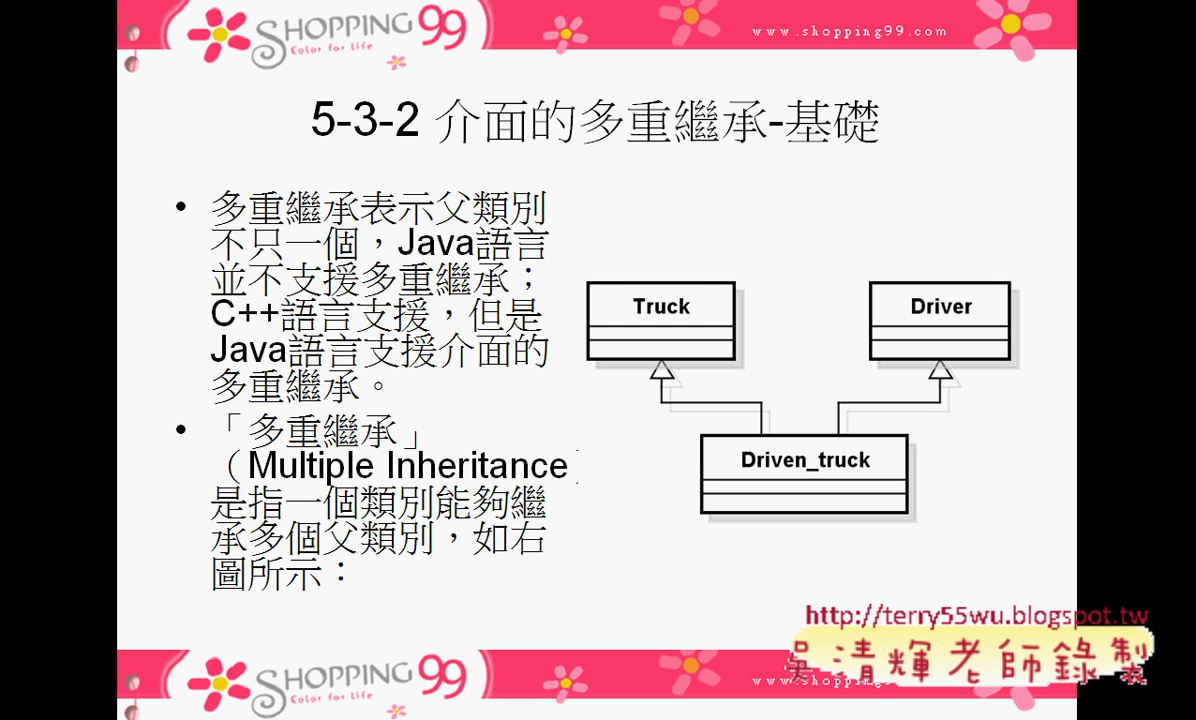 SHOPPING 99
Color for Life
www.shopping99.com
5-3-2 介面的多重繼承-基礎
• 多重繼承表示父類別
不只一個，Java語言
並不支援多重繼承；
C++語言支援，但是
Java語言支援介面的
多重繼承。
• 「多重繼承」
（Multiple Inheritance）
是指一個類別能夠繼
承多個父類別，如右
圖所示：
Truck
Driver
Driven_truck
http://terry55wu.blogspot.tw
吳清輝老師錄製
SHOPPING 99
Color for Life
www.shopping99